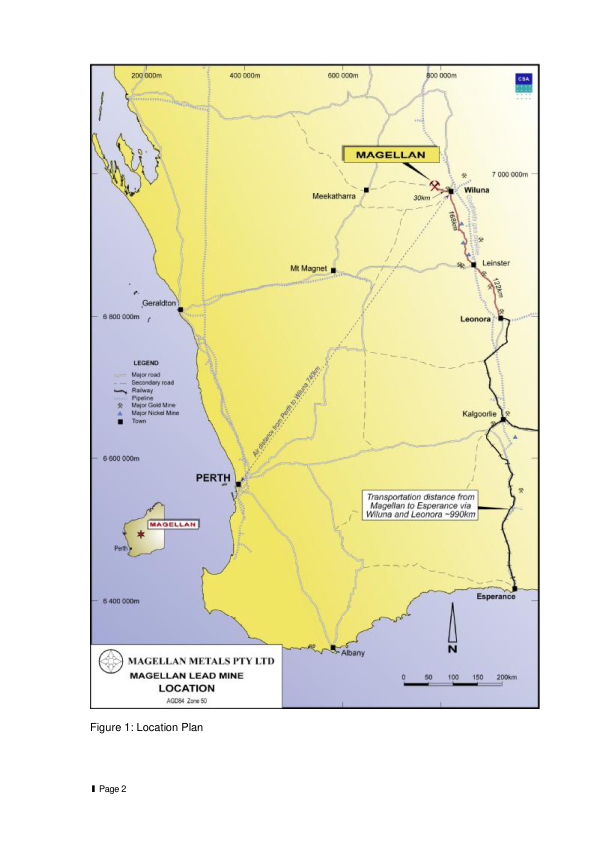 200 000m
400 000m
600 000m
800 000m
CSA
MAGELLAN
7 000 000m
Wiluna
Meekatharra
30km
168km
Mt Magnet
Leinster
122km
Geraldton
6 800 000m
Leonora
LEGEND
Major road
Secondary road
Railway
Pipeline
Major Gold Mine
Major Nickel Mine
Town
Air distance from Perth to Wiluna 740km
Kalgoorlie
6 600 000m
PERTH
Transportation distance from
Magellan to Esperance via
Wiluna and Leonora ~990km
MAGELLAN
Perth
6 400 000m
Esperance
N
Albany
0 50 100 150 200km
MAGELLAN METALS PTY LTD
MAGELLAN LEAD MINE
LOCATION
AGD84 Zone 50
Figure 1: Location Plan
Page 2